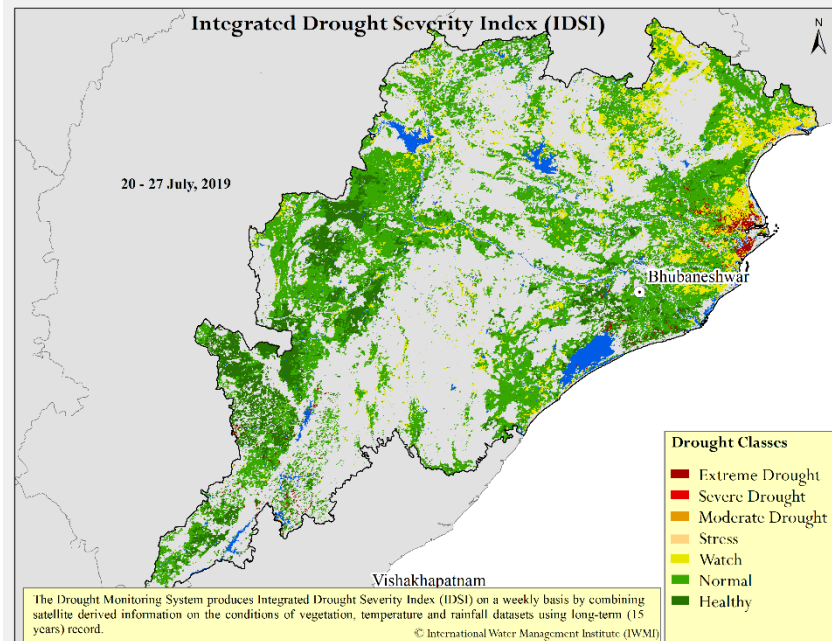 Integrated Drought Severity Index (IDSI)
N
20 - 27 July, 2019
Bhubaneshwar
Drought Classes
Extreme Drought
Severe Drought
Moderate Drought
Stress
Watch
Normal
Healthy
Vishakhapatnam
The Drought Monitoring System produces Integrated Drought Severity Index (IDSI) on a weekly basis by combining
satellite derived information on the conditions of vegetation, temperature and rainfall datasets using long-term (15
years) record.
© International Water Management Institute (IWMI)